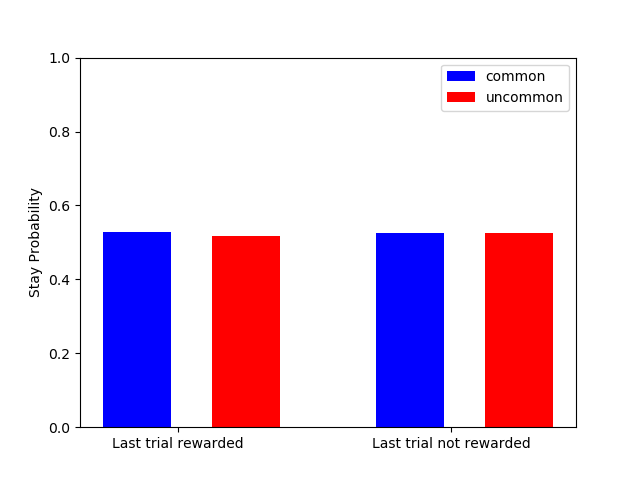 1.0
0.8
0.6
0.4
0.2
0.0
Stay Probability
common
uncommon
Last trial rewarded
Last trial not rewarded